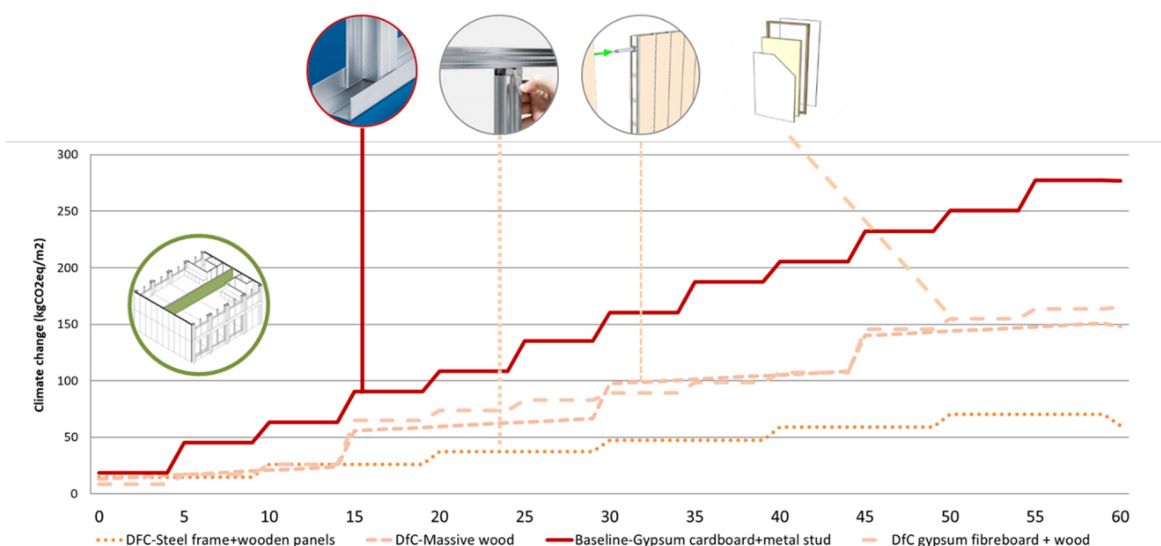 300
250
200
150
100
50
0
Climate change (kgCO2eq/m2)
0 5 10 15 20 25 30 35 40 45 50 55 60
DFC-Steel frame+wooden panels DfC-Massive wood Baseline-Gypsum cardboard+metal stud DfC gypsum fibreboard + wood